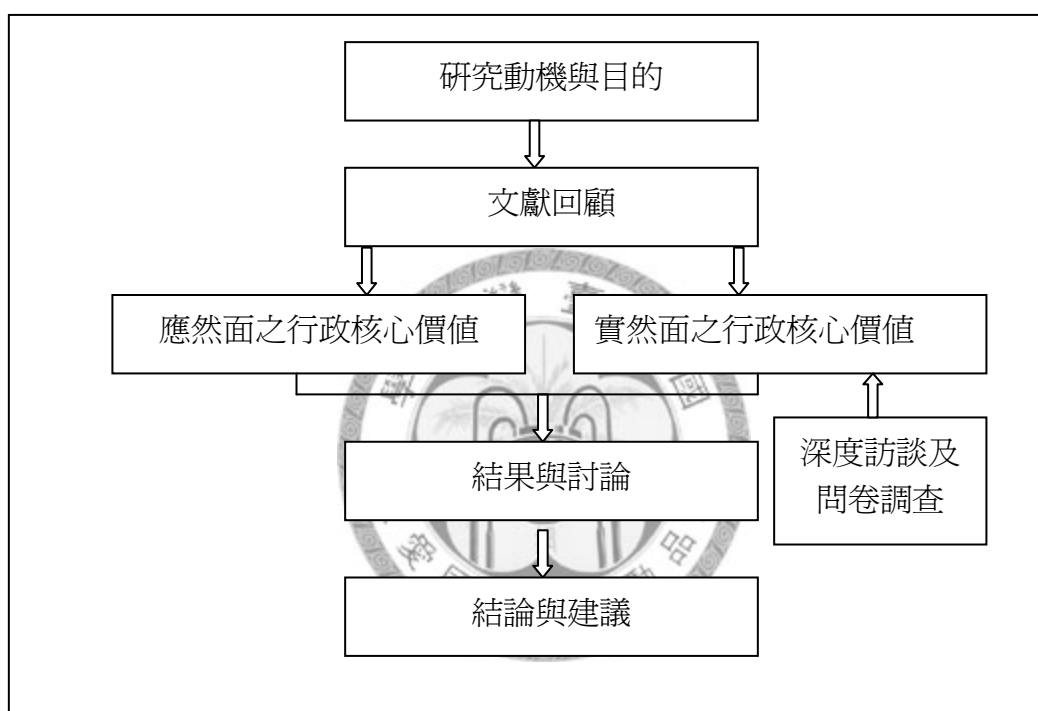 研究動機與目的
文獻回顧
應然面之行政核心價值
實然面之行政核心價值
深度訪談及
問卷調查
結果與討論
結論與建議